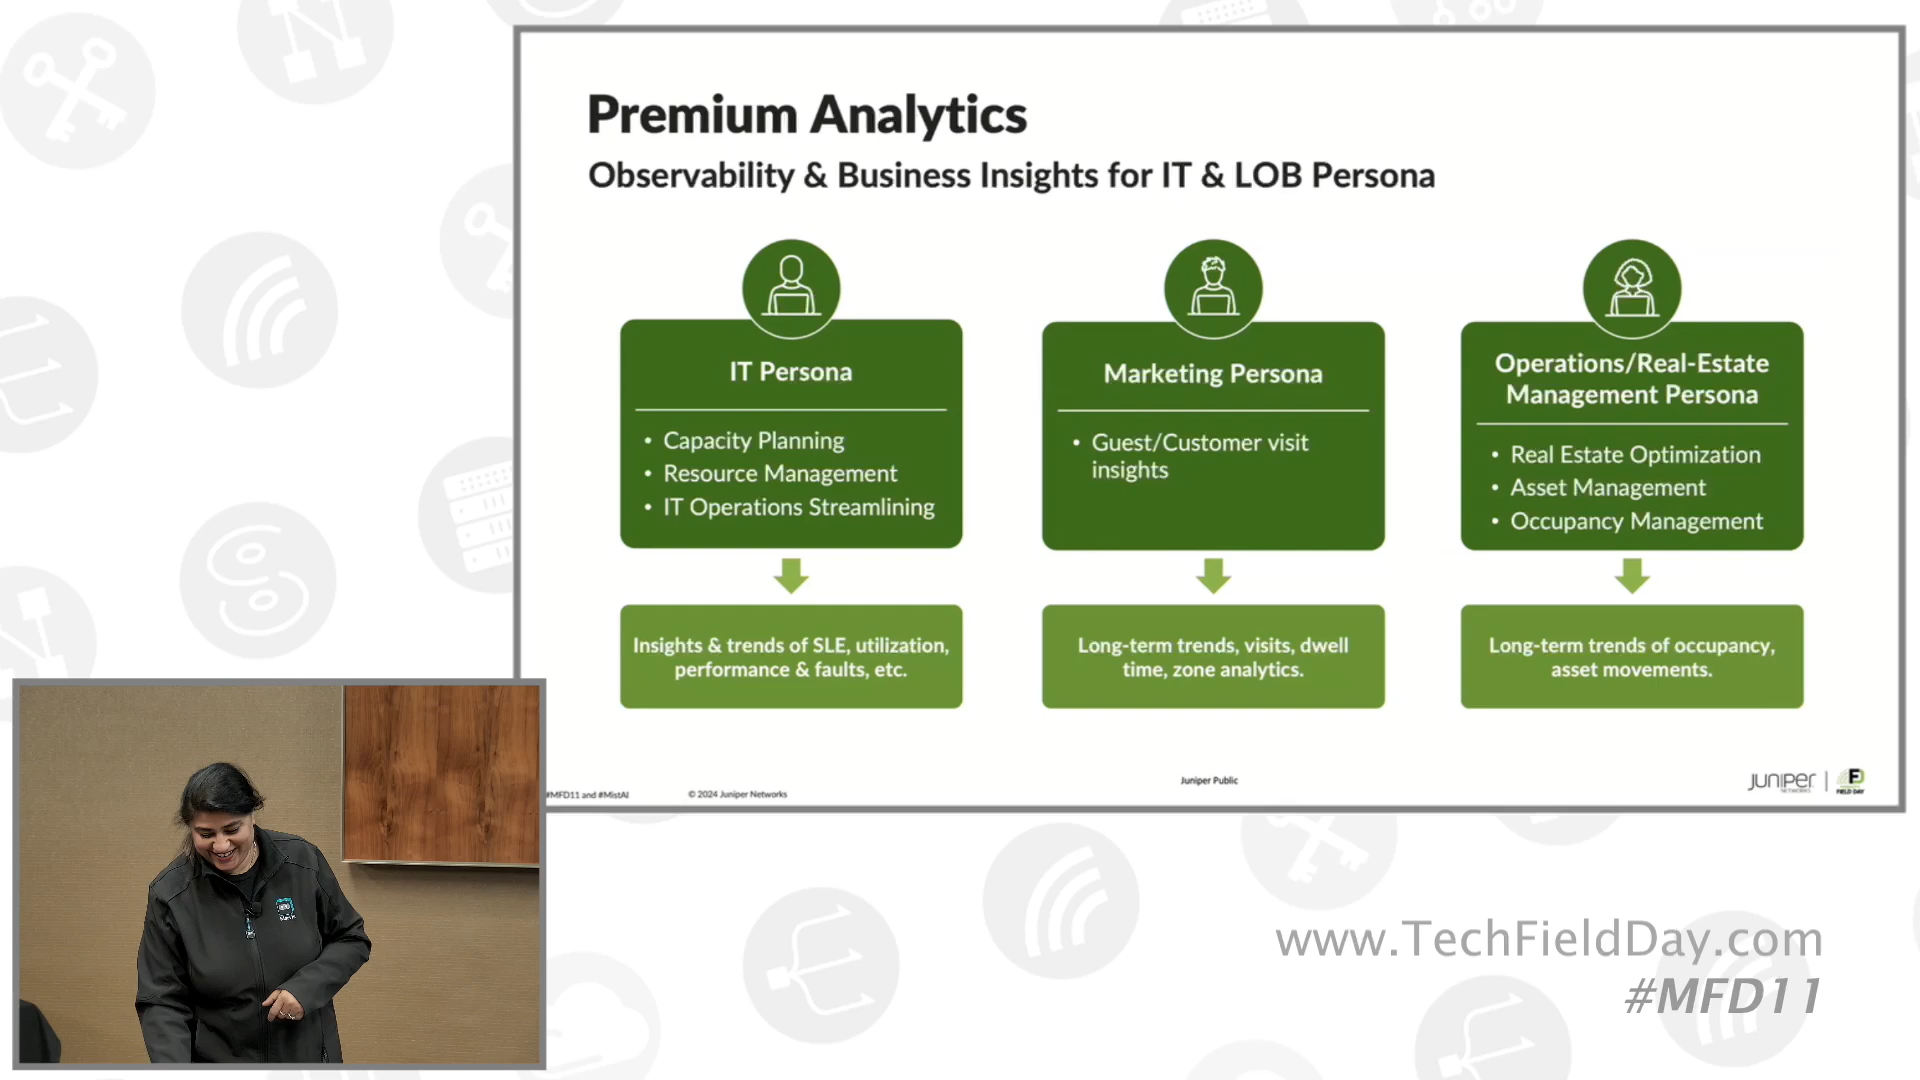 Premium Analytics
Observability & Business Insights for IT & LOB Persona
IT Persona
• Capacity Planning
• Resource Management
• IT Operations Streamlining
Insights & trends of SLE, utilization,
performance & faults, etc.
Marketing Persona
• Guest/Customer visit
insights
Long-term trends, visits, dwell
time, zone analytics.
Operations/Real-Estate
Management Persona
• Real Estate Optimization
• Asset Management
• Occupancy Management
Long-term trends of occupancy,
asset movements.
#MFD11 and #MistAI
© 2024 Juniper Networks
Juniper Public
JUNIPEr
NETWORKS
FIELD DAY
www.TechFieldDay.com
#MFD11